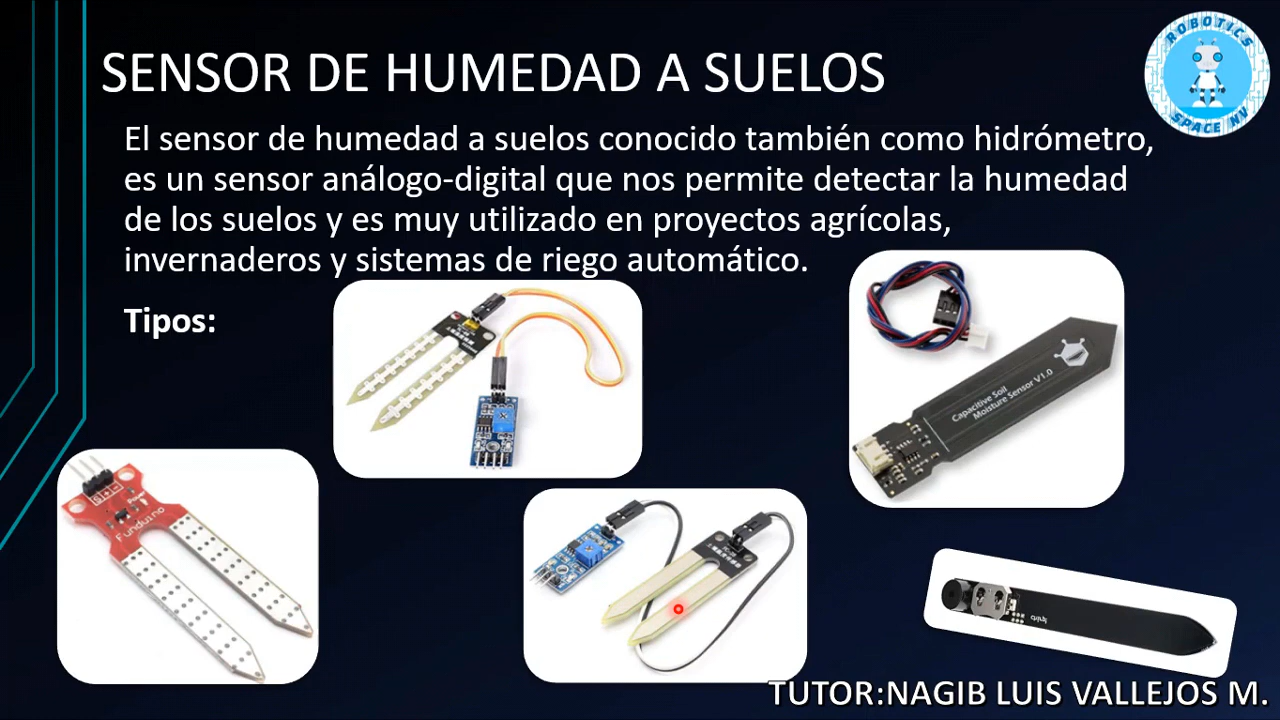 SENSOR DE HUMEDAD A SUELOS
ROBOTICS
SPACE NV
El sensor de humedad a suelos conocido también como hidrómetro,
es un sensor análogo-digital que nos permite detectar la humedad
de los suelos y es muy utilizado en proyectos agrícolas,
invernaderos y sistemas de riego automático.
Tipos:
Capacitive Soil
Moisture Sensor V1.0
S + -
Power
Funduino
TUTOR:NAGIB LUIS VALLEJOS M.